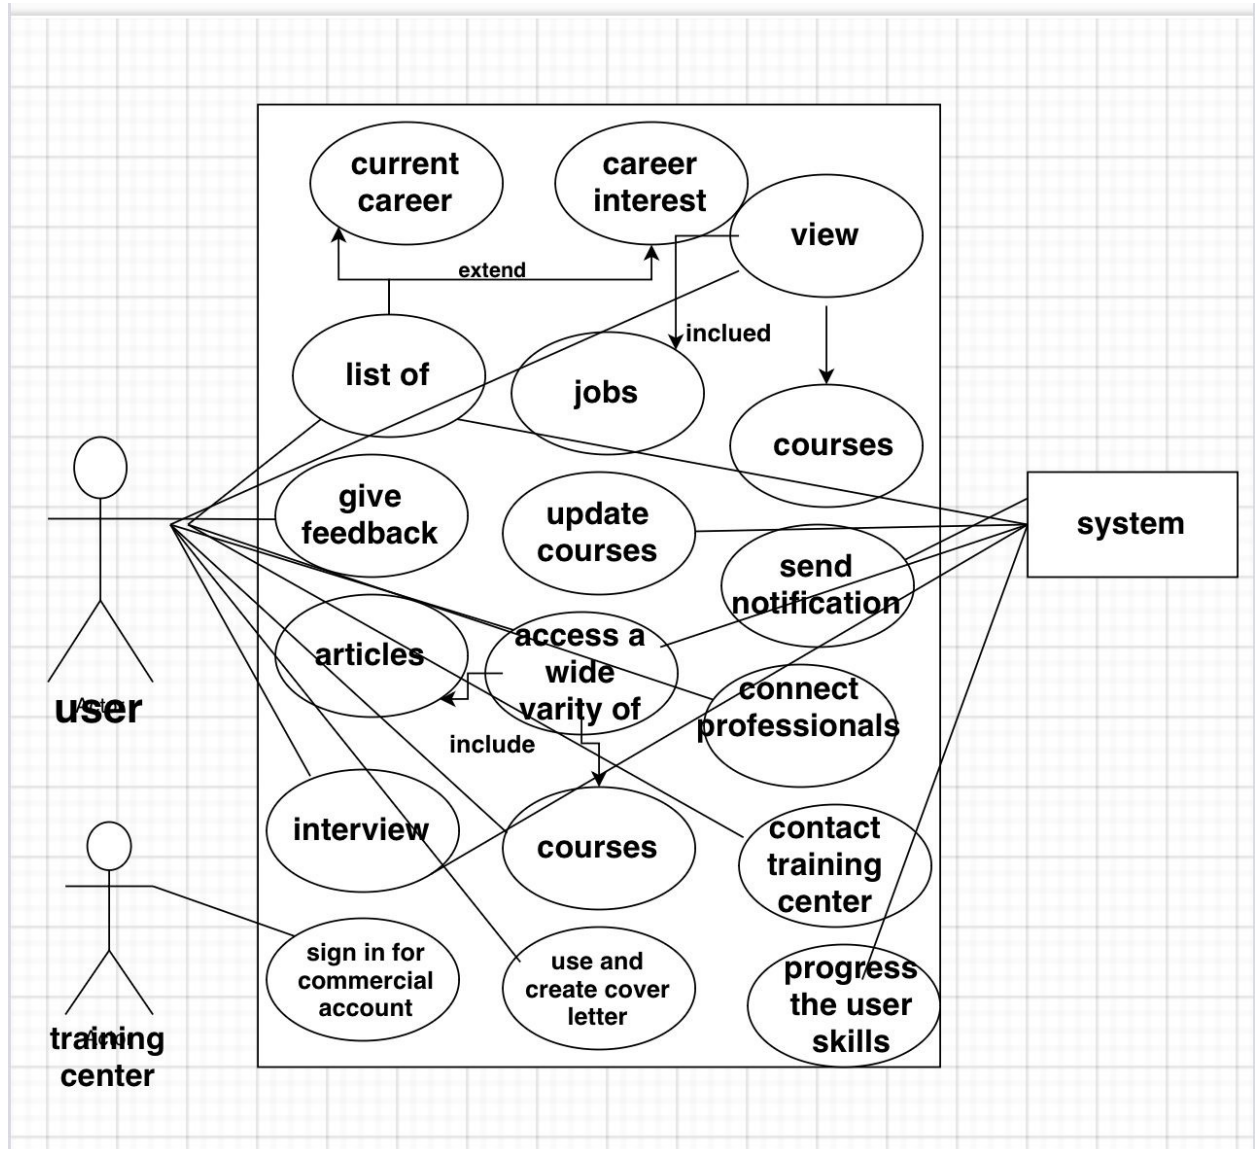 current
career
career
interest
view
extend
inclued
list of
jobs
courses
give
feedback
update
courses
system
send
notification
articles
access a
wide
varity of
connect
professionals
Actor
user
include
interview
courses
contact
training
center
sign in for
commercial
account
use and
create cover
letter
progress
the user
skills
Actor
training
center